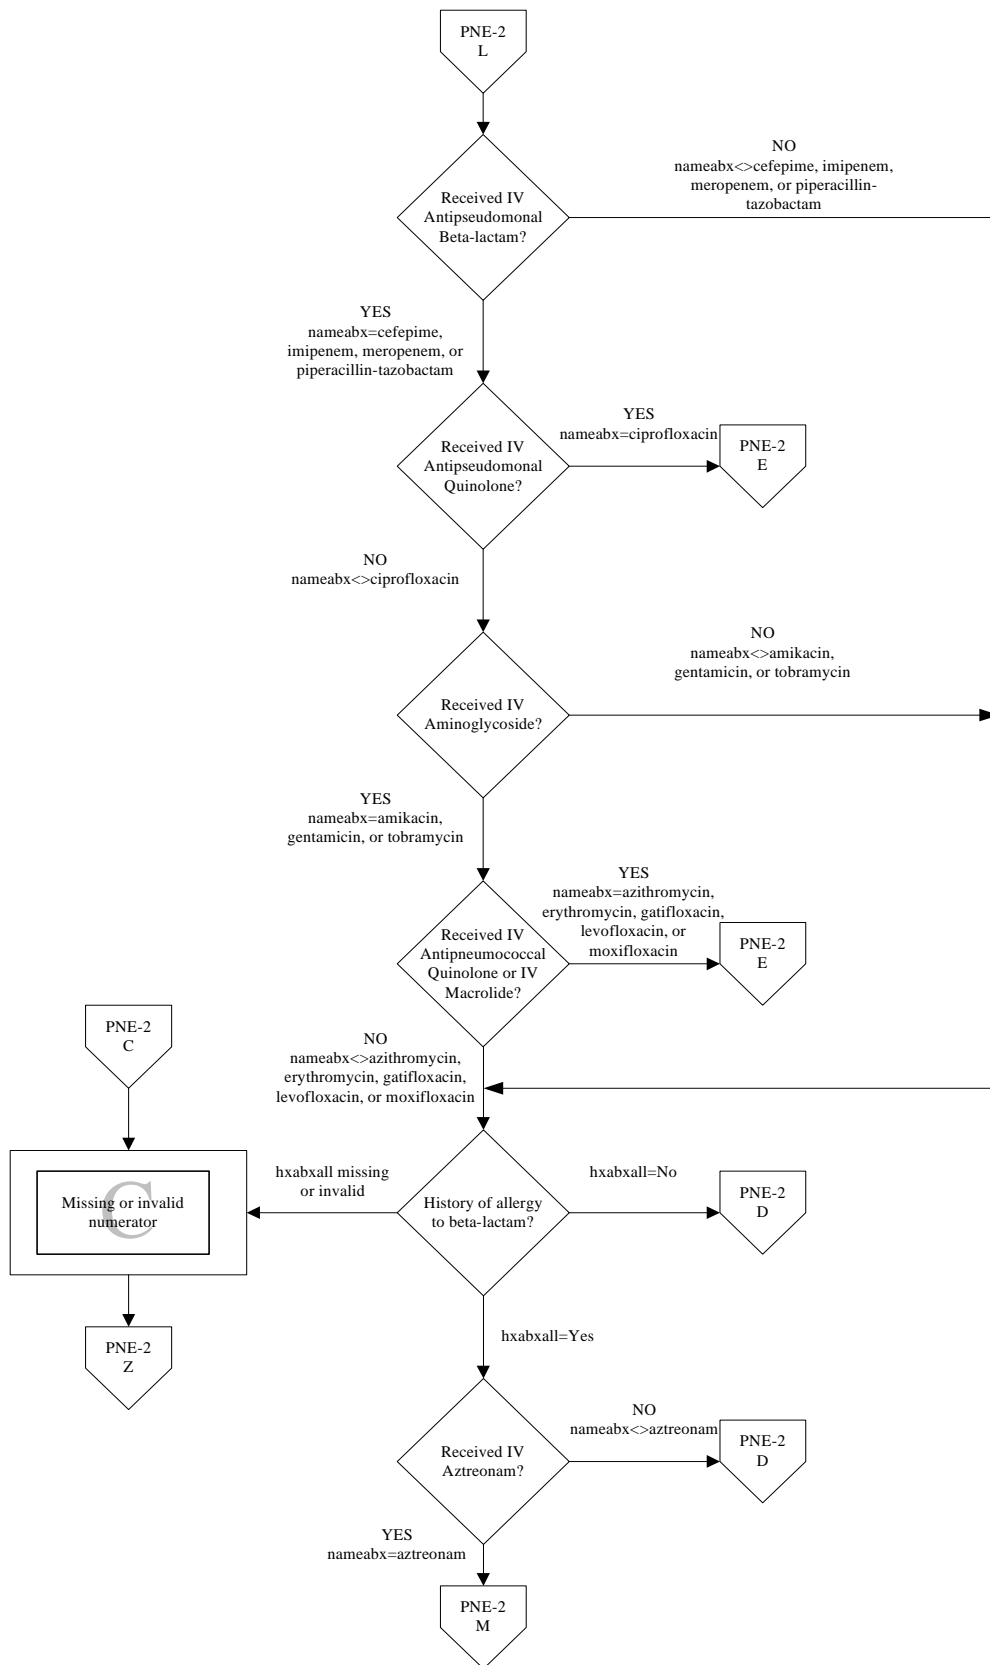 PNE-2
L
NO
nameabx<>cefepime, imipenem,
meropenem, or piperacillin-
tazobactam
Received IV
Antipseudomonal
Beta-lactam?
YES
nameabx=cefepime,
imipenem, meropenem, or
piperacillin-tazobactam
YES
nameabx=ciprofloxacin
PNE-2
E
Received IV
Antipseudomonal
Quinolone?
NO
nameabx<>ciprofloxacin
NO
nameabx<>amikacin,
gentamicin, or tobramycin
Received IV
Aminoglycoside?
YES
nameabx=amikacin,
gentamicin, or tobramycin
YES
nameabx=azithromycin,
erythromycin, gatifloxacin,
levofloxacin, or
moxifloxacin
PNE-2
E
Received IV
Antipneumococcal
Quinolone or IV
Macrolide?
PNE-2
C
NO
nameabx<>azithromycin,
erythromycin, gatifloxacin,
levofloxacin, or moxifloxacin
hxabxall missing
or invalid
hxabxall=No
C
Missing or invalid
numerator
History of allergy
to beta-lactam?
PNE-2
D
hxabxall=Yes
PNE-2
Z
NO
nameabx<>aztreonam
Received IV
Aztreonam?
PNE-2
D
YES
nameabx=aztreonam
PNE-2
M